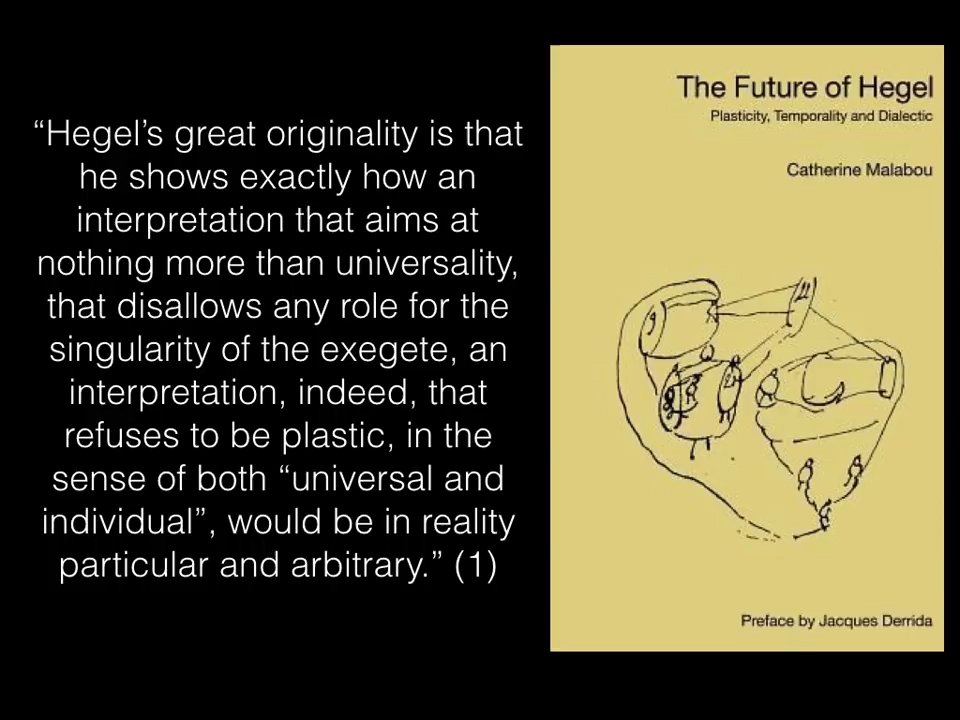 “Hegel’s great originality is that
he shows exactly how an
interpretation that aims at
nothing more than universality,
that disallows any role for the
singularity of the exegete, an
interpretation, indeed, that
refuses to be plastic, in the
sense of both “universal and
individual”, would be in reality
particular and arbitrary.” (1)
The Future of Hegel
Plasticity, Temporality and Dialectic
Catherine Malabou
Preface by Jacques Derrida